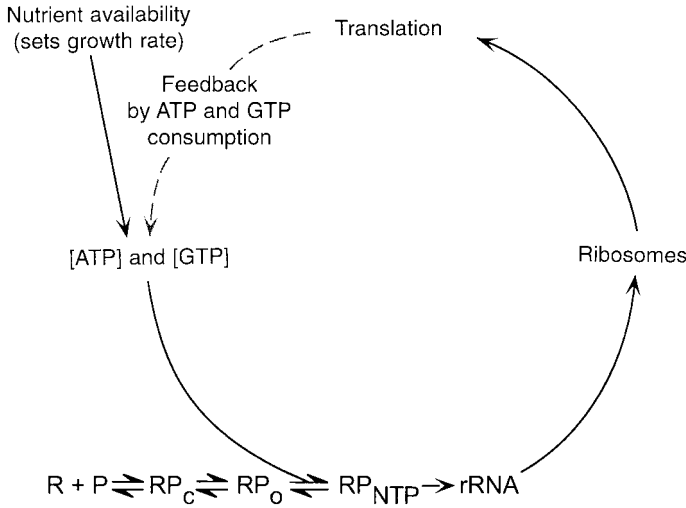 Nutrient availability
(sets growth rate)
Translation
Feedback
by ATP and GTP
consumption
[ATP] and [GTP]
Ribosomes
R + P ⇌ RPc ⇌ RPo ⇌ RPNTP → rRNA